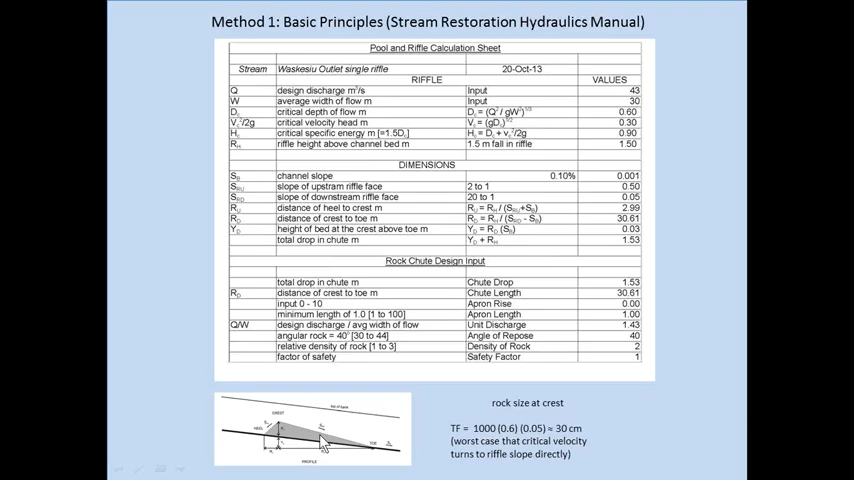 Method 1: Basic Principles (Stream Restoration Hydraulics Manual)
Pool and Riffle Calculation Sheet
Stream Waskesiu Outlet single riffle 20-Oct-13
RIFFLE VALUES
Q design discharge m³/s Input 43
W average width of flow m Input 30
Dc critical depth of flow m Dc = (Q² / gW²)^1/3 0.60
Vc²/2g critical velocity head m Vc = (gDc)^1/2 0.30
Hc critical specific energy m [=1.5Dc] Hc = Dc + vc²/2g 0.90
RH riffle height above channel bed m 1.5 m fall in riffle 1.50
DIMENSIONS
SB channel slope 0.10% 0.001
SRU slope of upstram riffle face 2 to 1 0.50
SRD slope of downstream riffle face 20 to 1 0.05
RU distance of heel to crest m RU = RH / (SRU+SB) 2.99
RD distance of crest to toe m RD = RH / (SRD - SB) 30.61
YD height of bed at the crest above toe m YD = RD (SB) 0.03
total drop in chute m YD + RH 1.53
Rock Chute Design Input
total drop in chute m Chute Drop 1.53
RD distance of crest to toe m Chute Length 30.61
input 0 - 10 Apron Rise 0.00
minimum length of 1.0 [1 to 100] Apron Length 1.00
Q/W design discharge / avg width of flow Unit Discharge 1.43
angular rock = 40° [30 to 44] Angle of Repose 40
relative density of rock [1 to 3] Density of Rock 2
factor of safety Safety Factor 1
top of bank
CREST
HEEL
TOE
PROFILE
rock size at crest
TF = 1000 (0.6) (0.05) ≈ 30 cm
(worst case that critical velocity
turns to riffle slope directly)